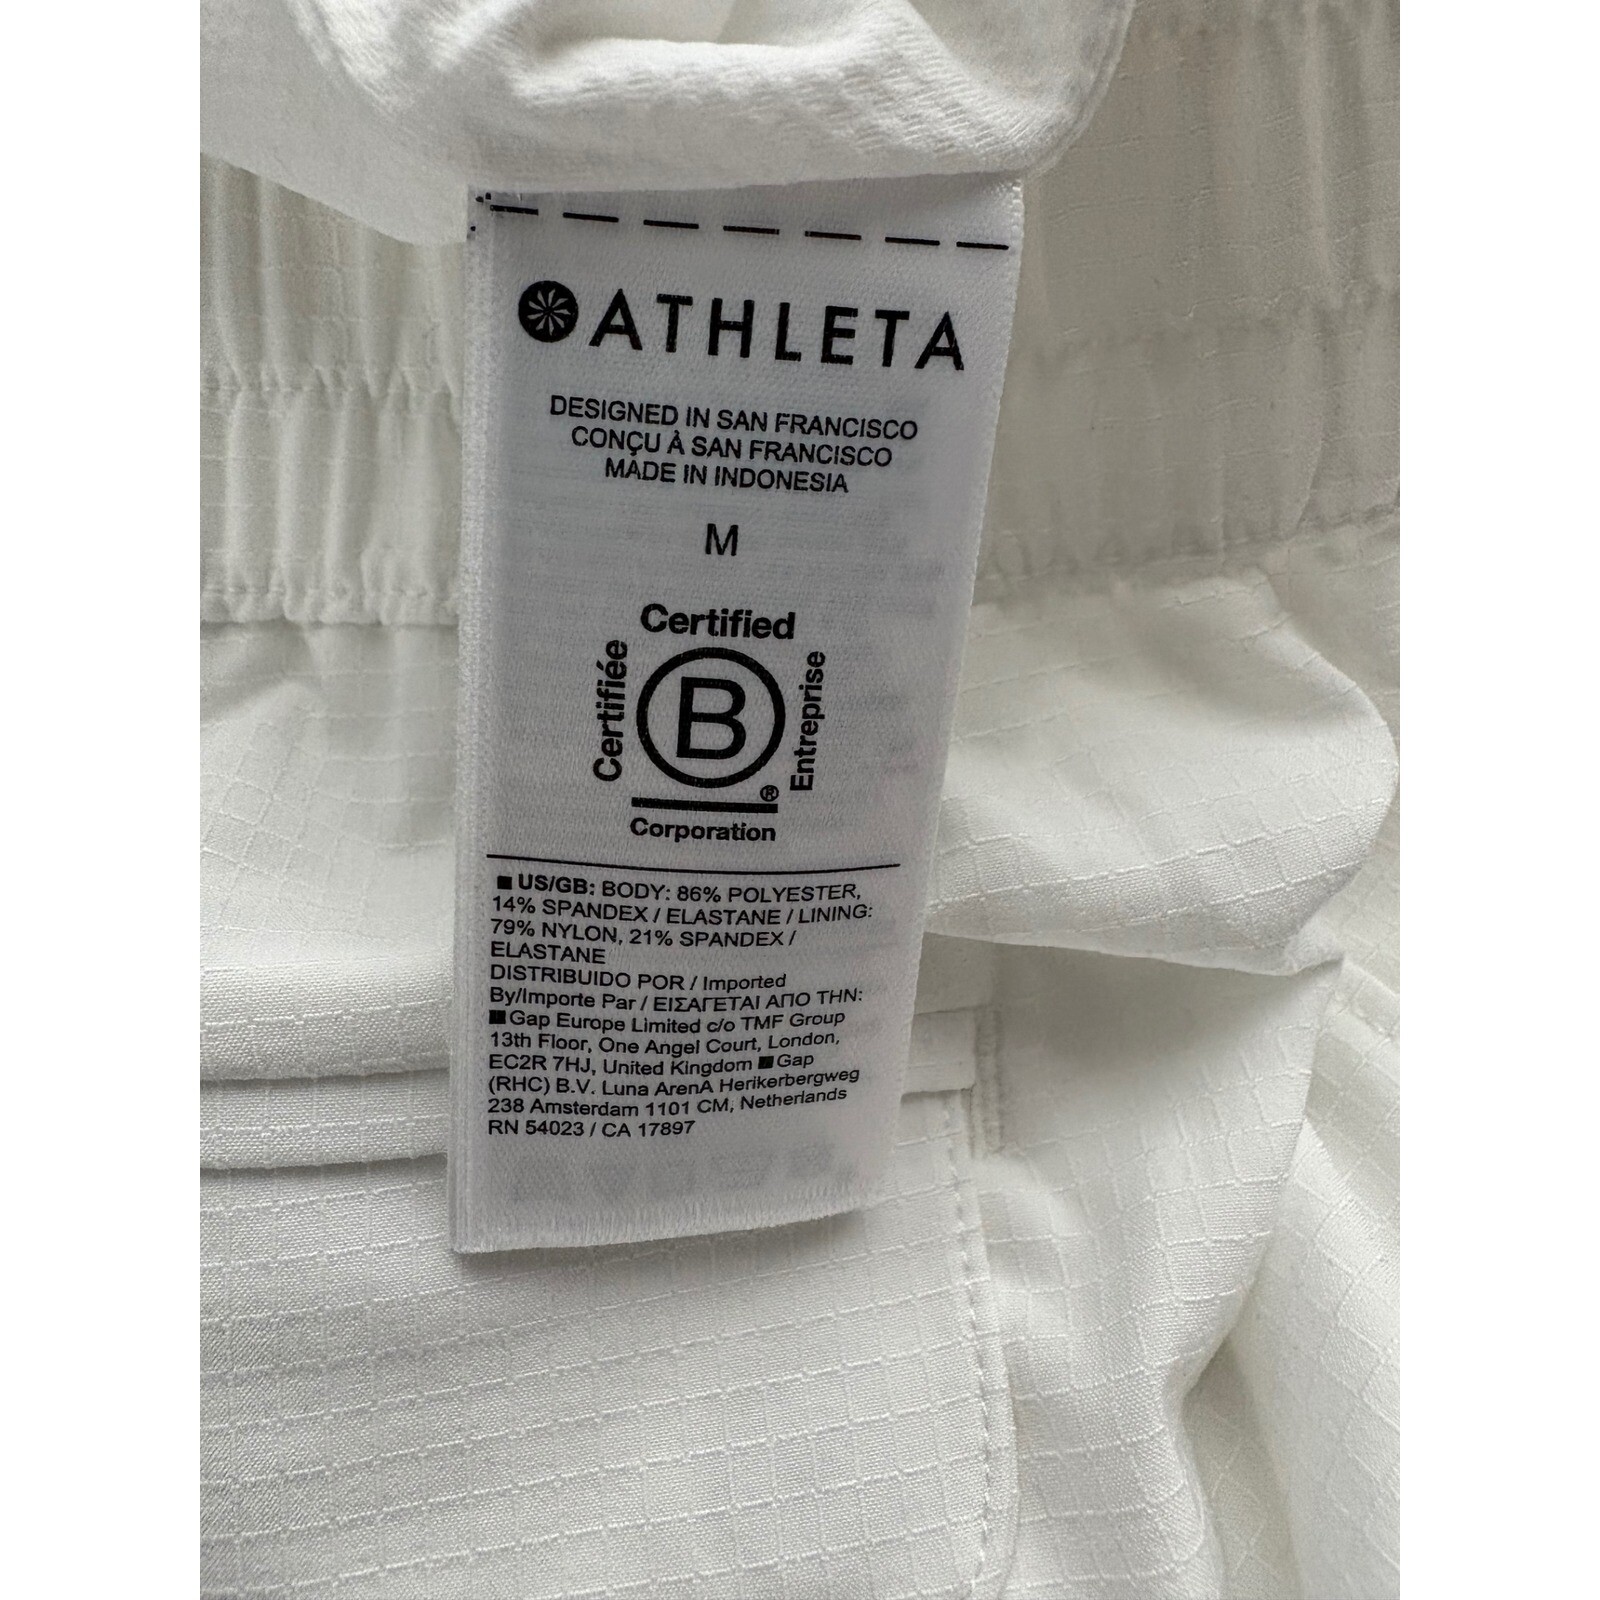 ATHLETA
DESIGNED IN SAN FRANCISCO
CONÇU À SAN FRANCISCO
MADE IN INDONESIA
M
Certified
Certifiée
B
Entreprise
®
Corporation
■ US/GB: BODY: 86% POLYESTER,
14% SPANDEX / ELASTANE / LINING:
79% NYLON, 21% SPANDEX /
ELASTANE
DISTRIBUIDO POR / Imported
By/Importe Par / ΕΙΣΑΓΕΤΑΙ ΑΠΟ ΤΗΝ:
■ Gap Europe Limited c/o TMF Group
13th Floor, One Angel Court, London,
EC2R 7HJ, United Kingdom ■ Gap
(RHC) B.V. Luna ArenA Herikerbergweg
238 Amsterdam 1101 CM, Netherlands
RN 54023 / CA 17897